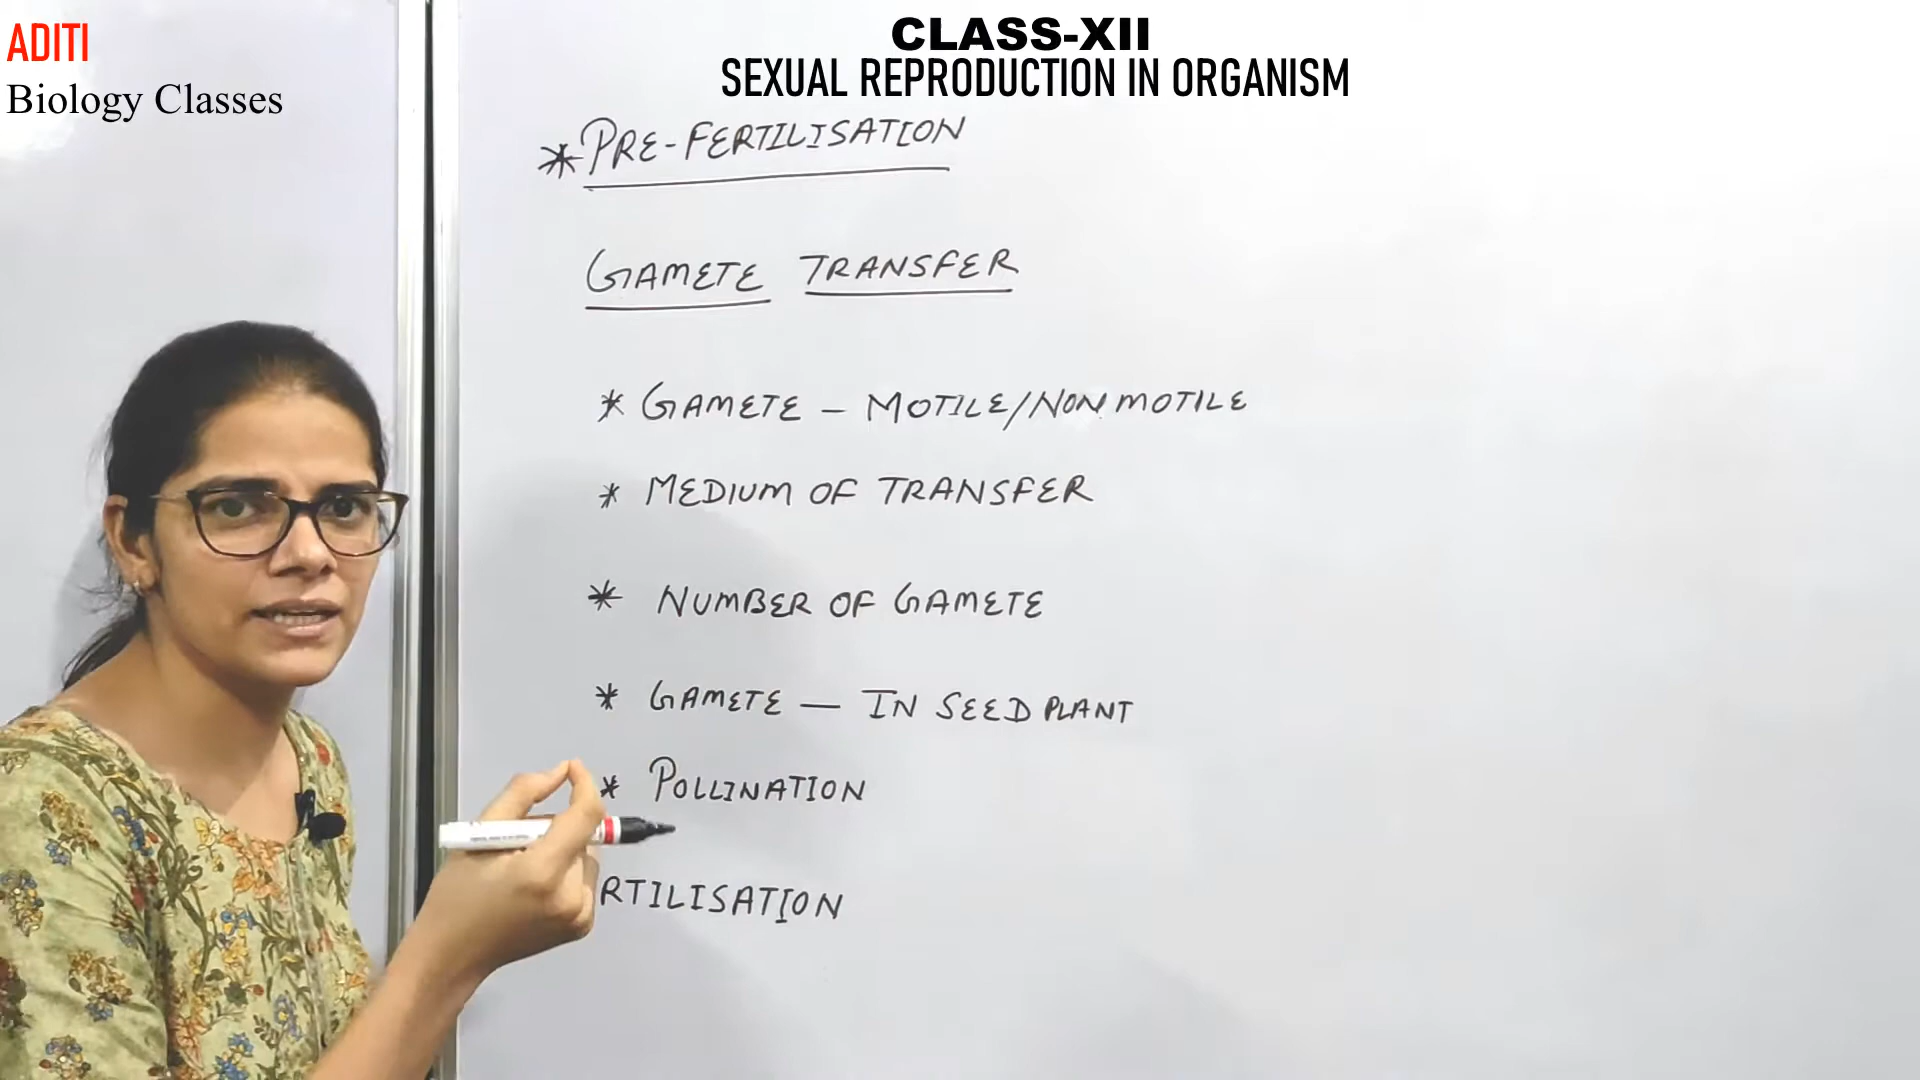 ADITI
Biology Classes
CLASS-XII
SEXUAL REPRODUCTION IN ORGANISM
* PRE-FERTILISATION
GAMETE TRANSFER
* GAMETE – MOTILE/NON MOTILE
* MEDIUM OF TRANSFER
* NUMBER OF GAMETE
* GAMETE — IN SEED PLANT
* POLLINATION
RTILISATION